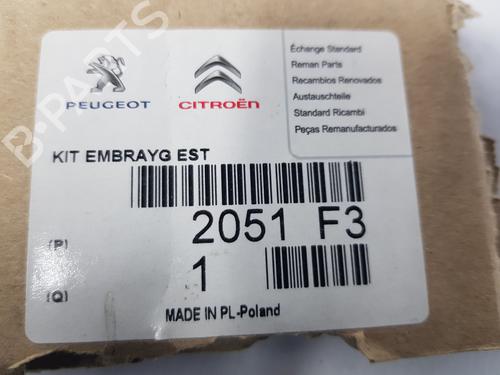 PEUGEOT
CITROËN
Échange Standard
Reman Parts
Recambios Renovados
Austauschteile
Standard Ricambi
Peças Remanufacturados
KIT EMBRAYG EST
(P)
2051 F3
(Q)
1
MADE IN PL-Poland
B-PARTS